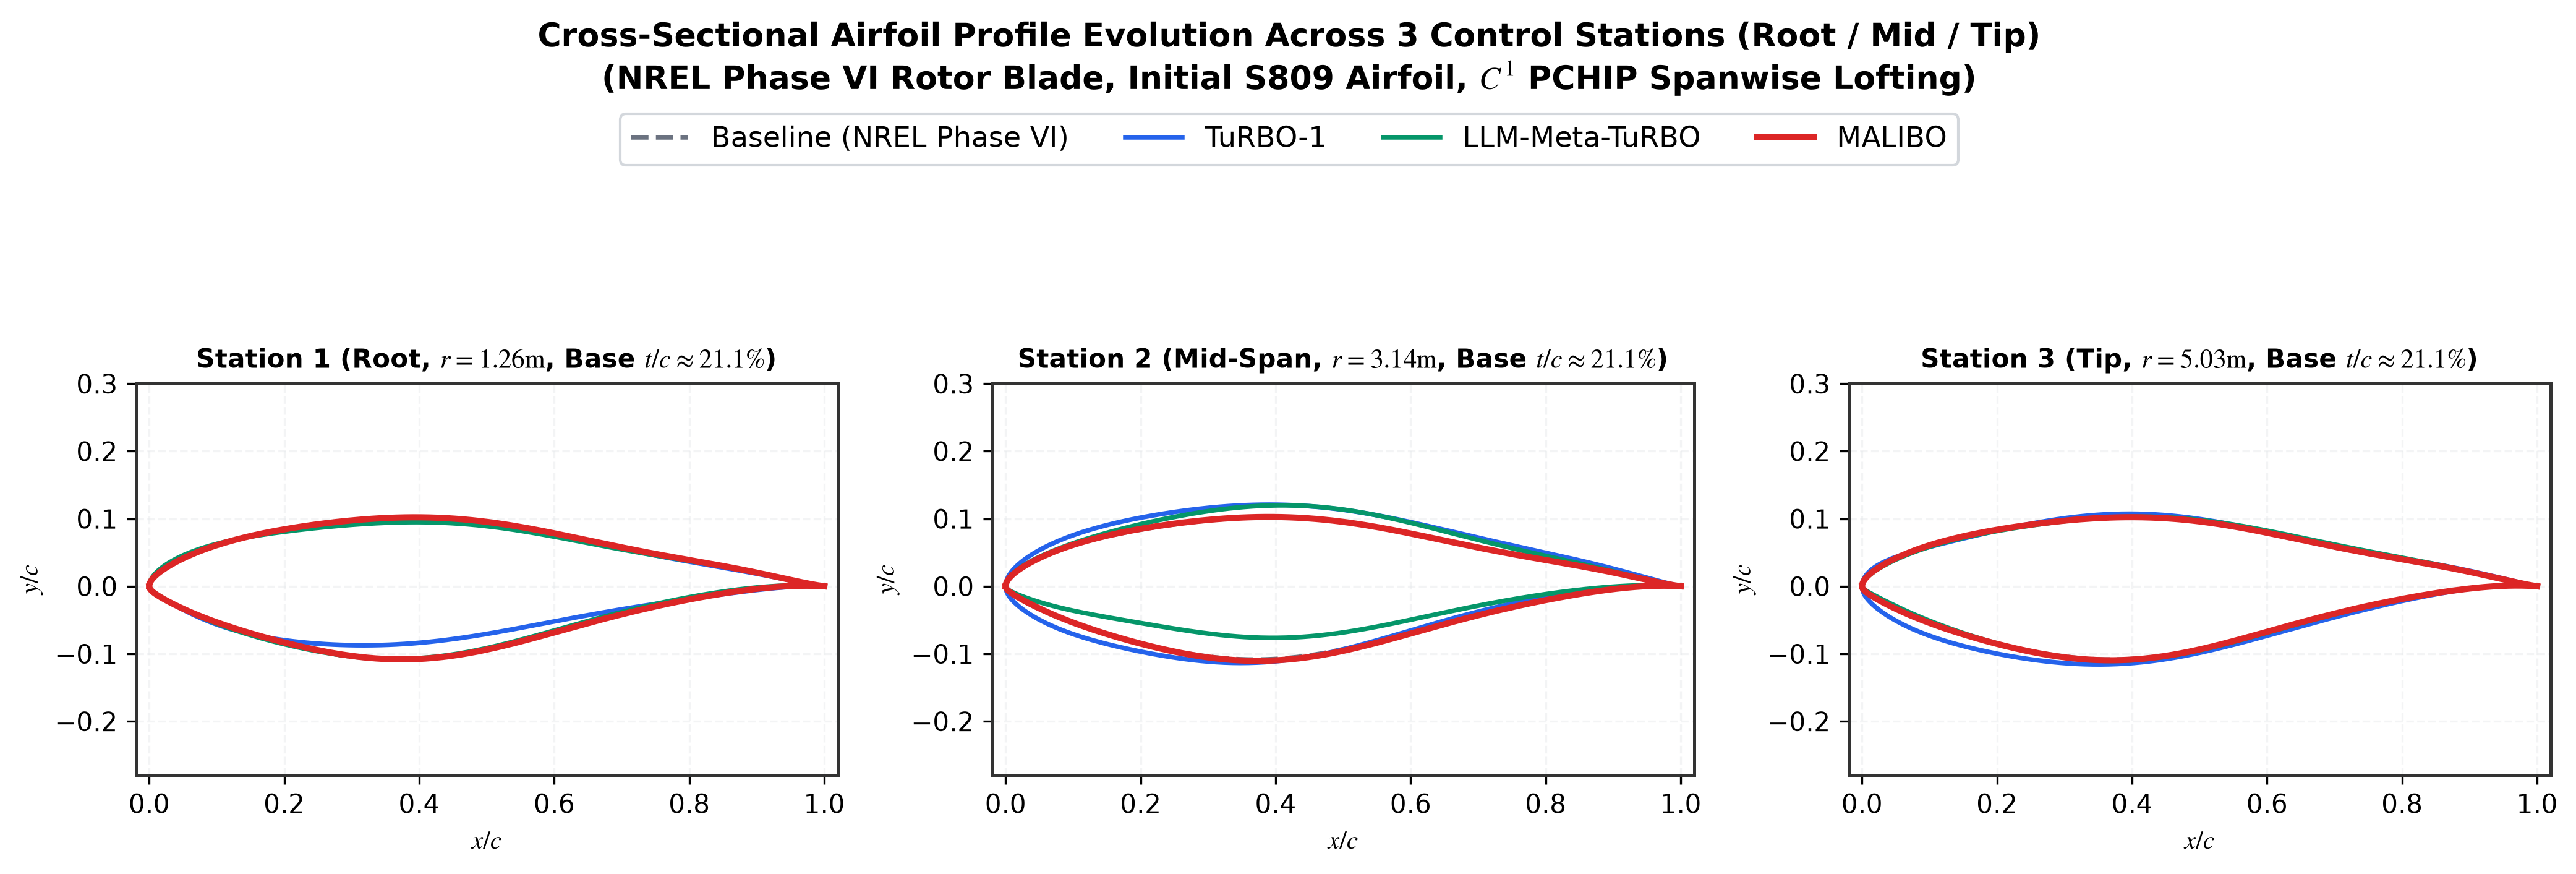 Cross-Sectional Airfoil Profile Evolution Across 3 Control Stations (Root / Mid / Tip)
(NREL Phase VI Rotor Blade, Initial S809 Airfoil, C¹ PCHIP Spanwise Lofting)
Baseline (NREL Phase VI) TuRBO-1 LLM-Meta-TuRBO MALIBO
Station 1 (Root, r = 1.26m, Base t/c ≈ 21.1%)
0.3
0.2
0.1
0.0
−0.1
−0.2
y/c
0.0 0.2 0.4 0.6 0.8 1.0
x/c
Station 2 (Mid-Span, r = 3.14m, Base t/c ≈ 21.1%)
0.3
0.2
0.1
0.0
−0.1
−0.2
y/c
0.0 0.2 0.4 0.6 0.8 1.0
x/c
Station 3 (Tip, r = 5.03m, Base t/c ≈ 21.1%)
0.3
0.2
0.1
0.0
−0.1
−0.2
y/c
0.0 0.2 0.4 0.6 0.8 1.0
x/c